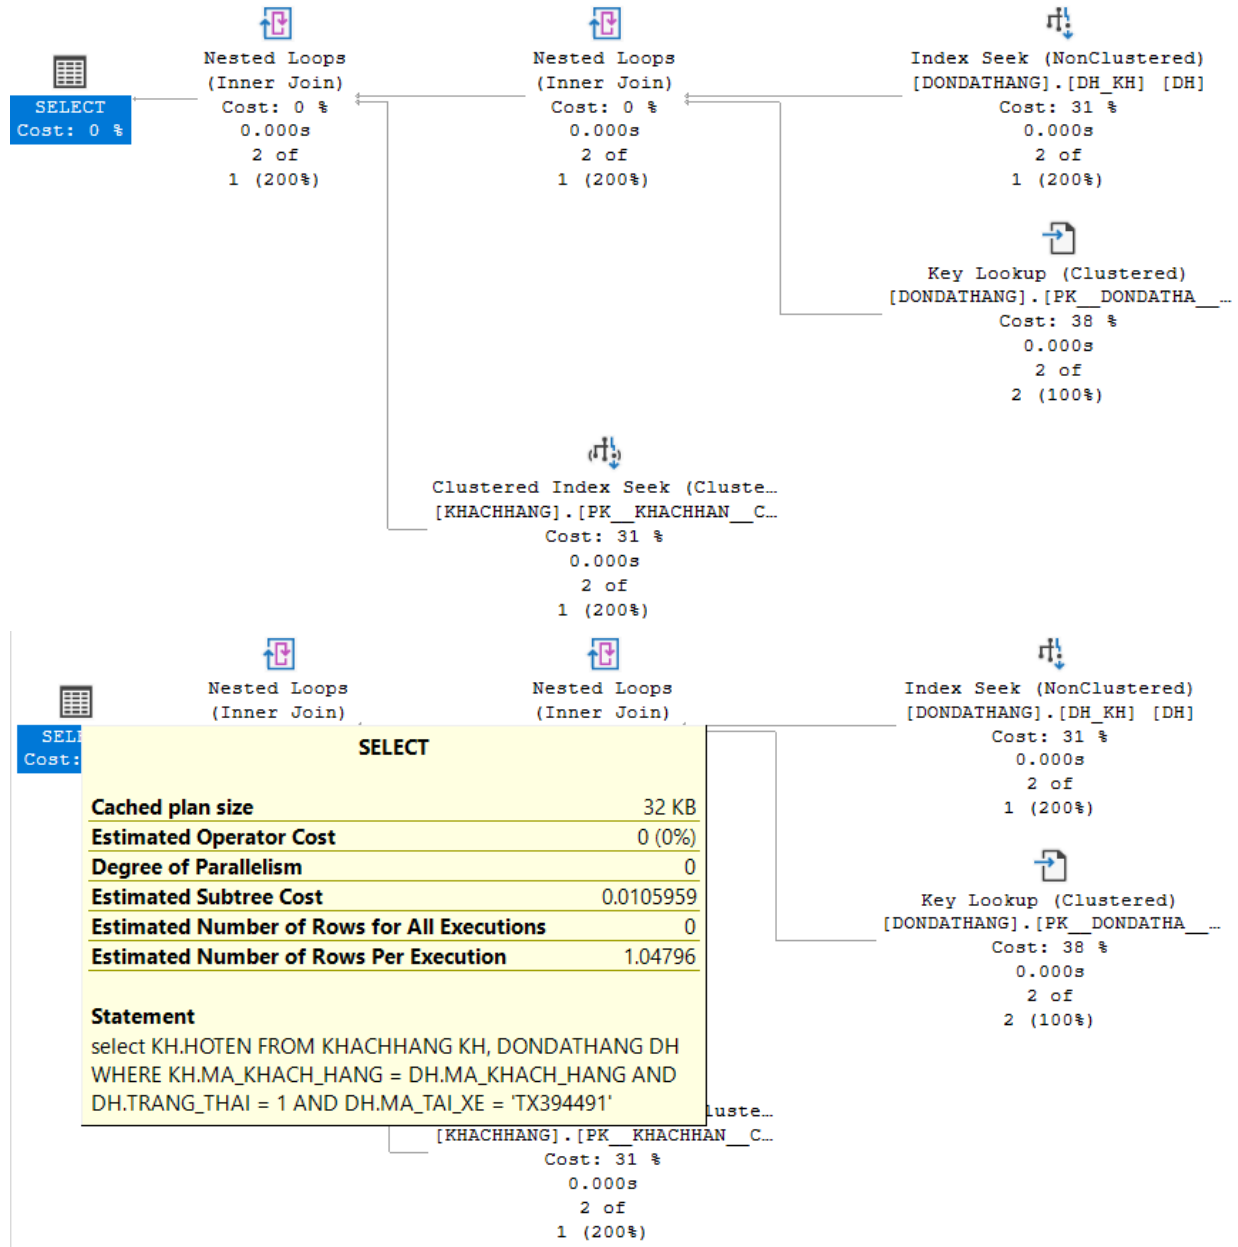 Nested Loops
(Inner Join)
Cost: 0 %
0.000s
2 of
1 (200%)
Nested Loops
(Inner Join)
Cost: 0 %
0.000s
2 of
1 (200%)
Index Seek (NonClustered)
[DONDATHANG].[DH_KH] [DH]
Cost: 31 %
0.000s
2 of
1 (200%)
SELECT
Cost: 0 %
Key Lookup (Clustered)
[DONDATHANG].[PK__DONDATHA__…
Cost: 38 %
0.000s
2 of
2 (100%)
Clustered Index Seek (Cluste…
[KHACHHANG].[PK__KHACHHAN__C…
Cost: 31 %
0.000s
2 of
1 (200%)
Nested Loops
(Inner Join)
Nested Loops
(Inner Join)
Index Seek (NonClustered)
[DONDATHANG].[DH_KH] [DH]
Cost: 31 %
0.000s
2 of
1 (200%)
SELE
Cost:
SELECT
Cached plan size 32 KB
Estimated Operator Cost 0 (0%)
Degree of Parallelism 0
Estimated Subtree Cost 0.0105959
Estimated Number of Rows for All Executions 0
Estimated Number of Rows Per Execution 1.04796
Statement
select KH.HOTEN FROM KHACHHANG KH, DONDATHANG DH
WHERE KH.MA_KHACH_HANG = DH.MA_KHACH_HANG AND
DH.TRANG_THAI = 1 AND DH.MA_TAI_XE = 'TX394491'
Key Lookup (Clustered)
[DONDATHANG].[PK__DONDATHA__…
Cost: 38 %
0.000s
2 of
2 (100%)
luste…
[KHACHHANG].[PK__KHACHHAN__C…
Cost: 31 %
0.000s
2 of
1 (200%)